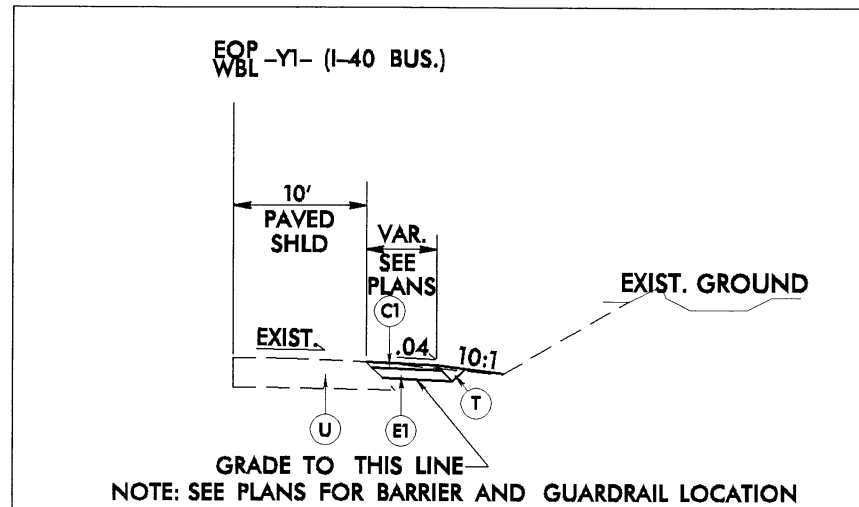 EOP
WBL -Y1- (I-40 BUS.)
10'
PAVED
SHLD
VAR.
SEE
PLANS
EXIST. GROUND
C1
EXIST.
.04
10:1
T
U
E1
GRADE TO THIS LINE
NOTE: SEE PLANS FOR BARRIER AND GUARDRAIL LOCATION